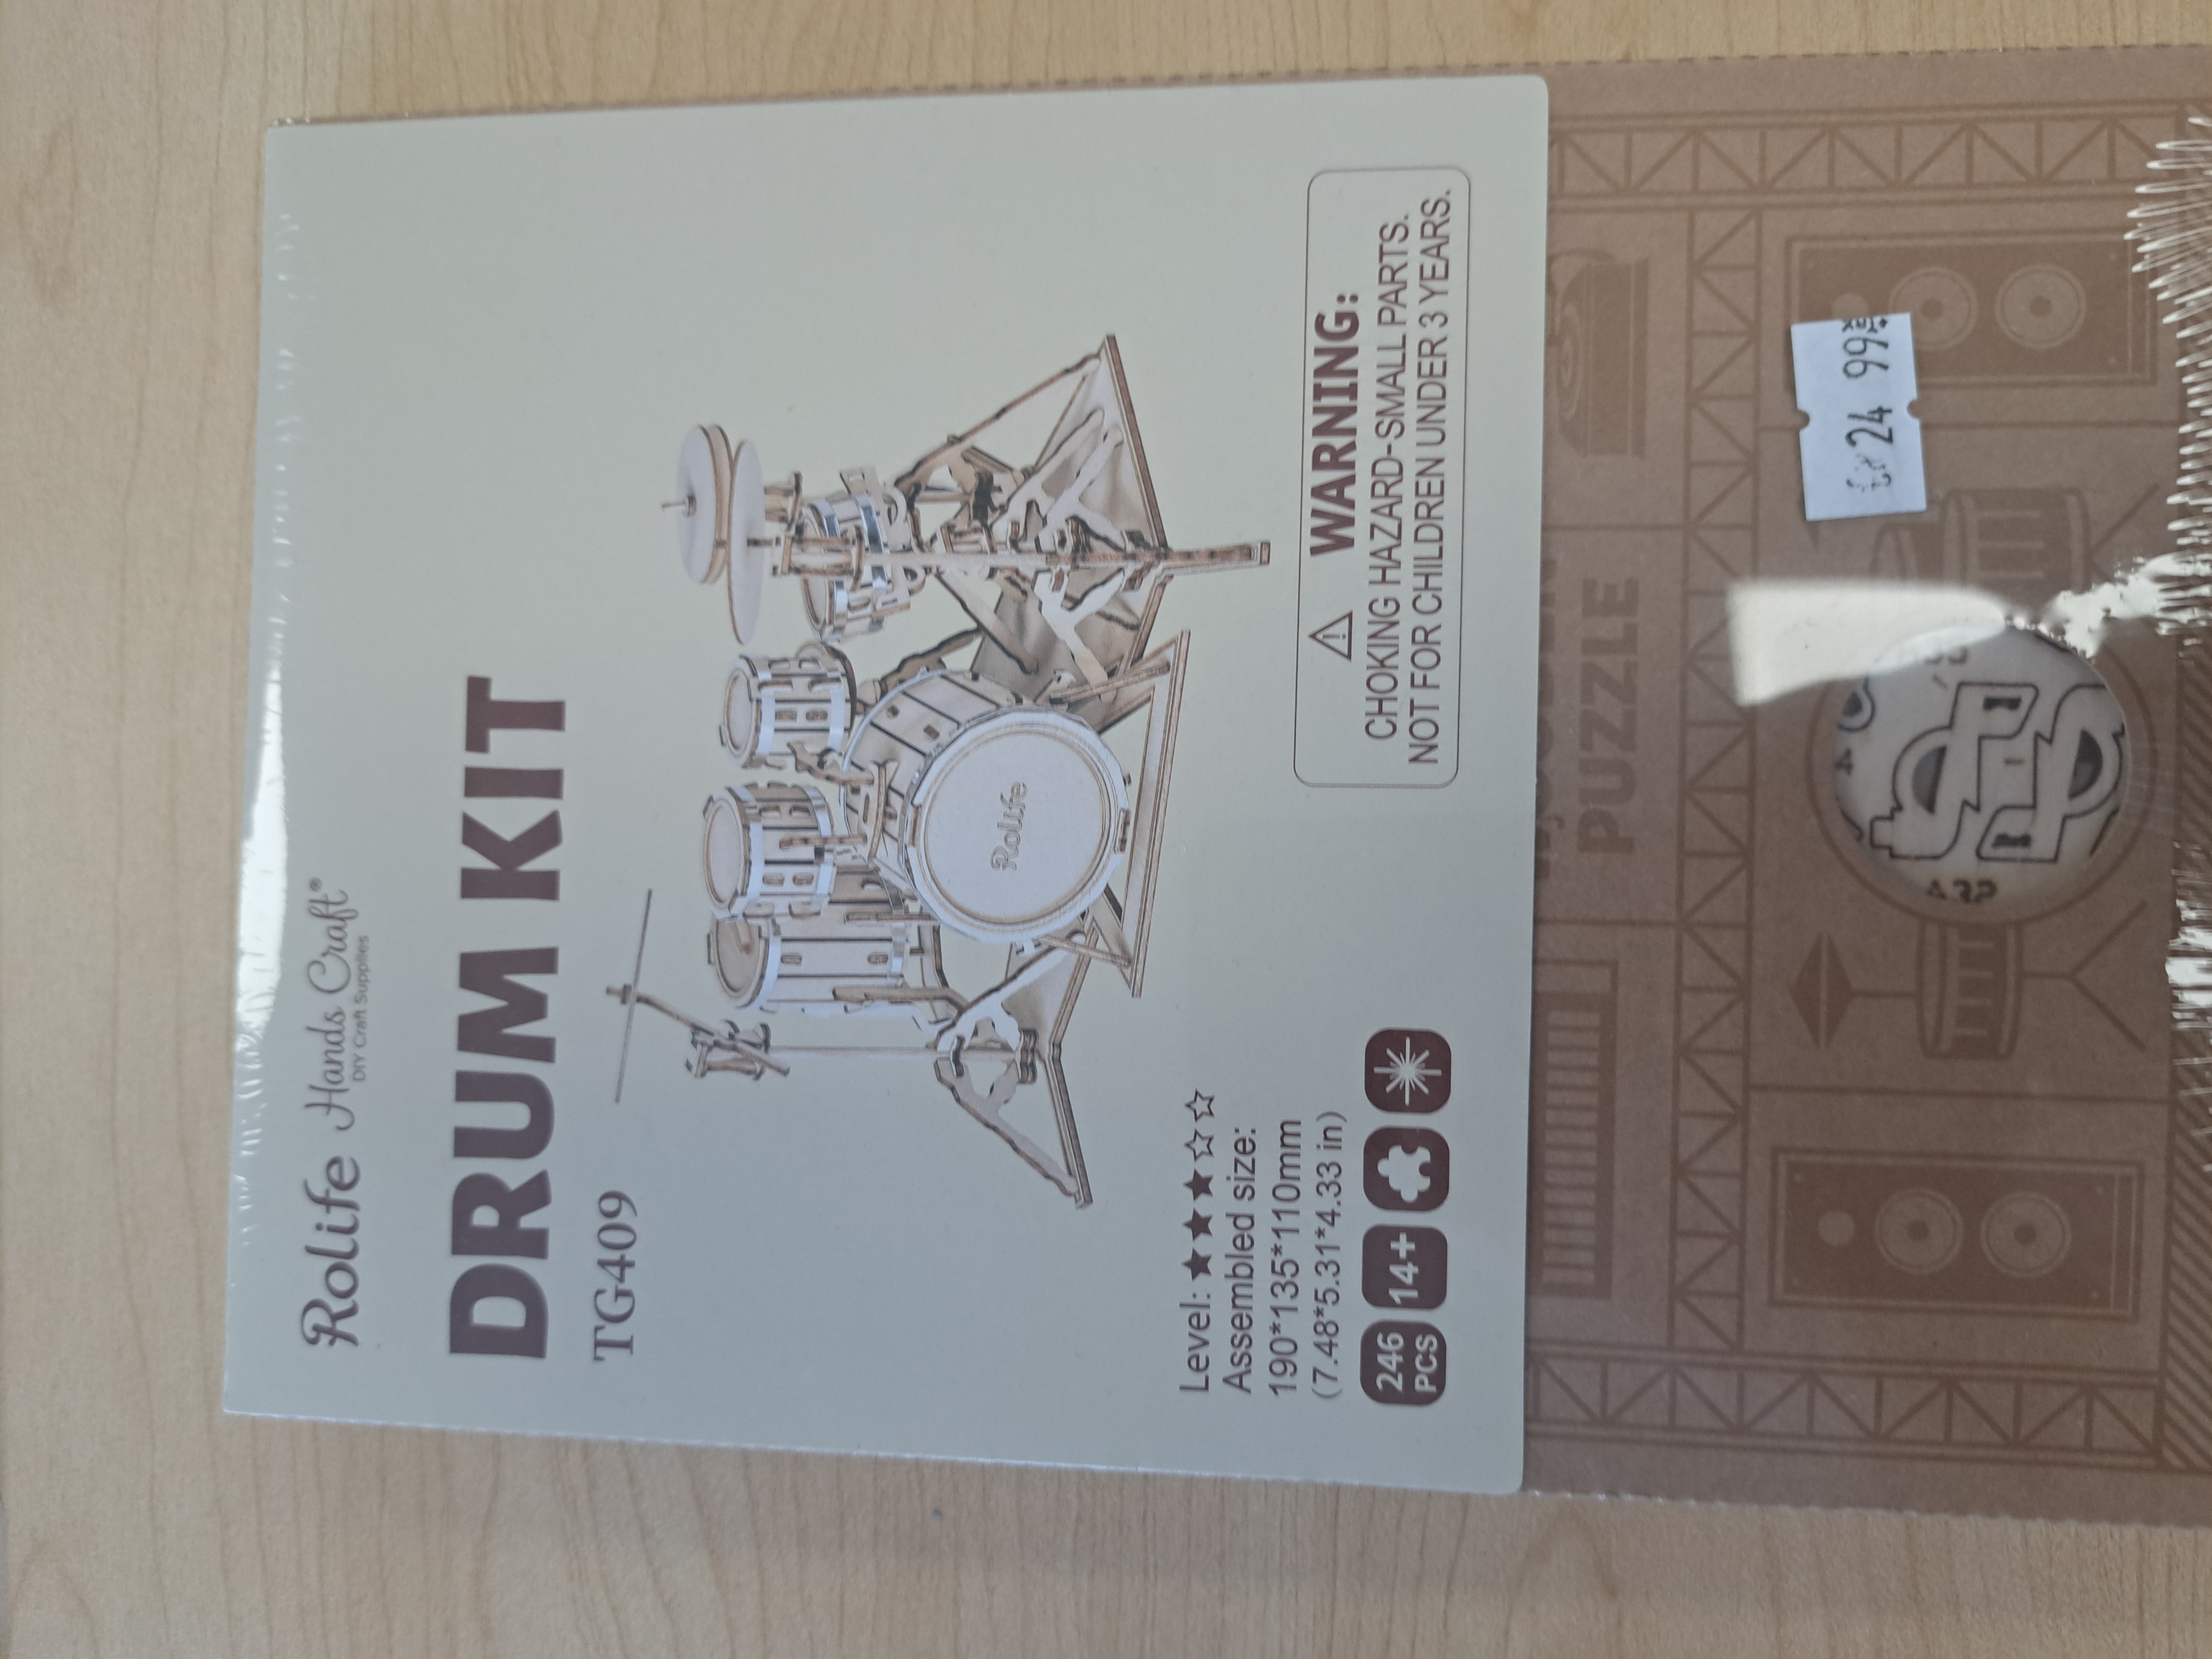 Rolife Hands Craft®
DIY Craft Supplies
DRUM KIT
TG409
Rolife
Level: ★★★☆☆
Assembled size:
190*135*110mm
(7.48*5.31*4.33 in)
246
PCS
14+
WARNING:
CHOKING HAZARD-SMALL PARTS.
NOT FOR CHILDREN UNDER 3 YEARS.
PUZZLE
24 99